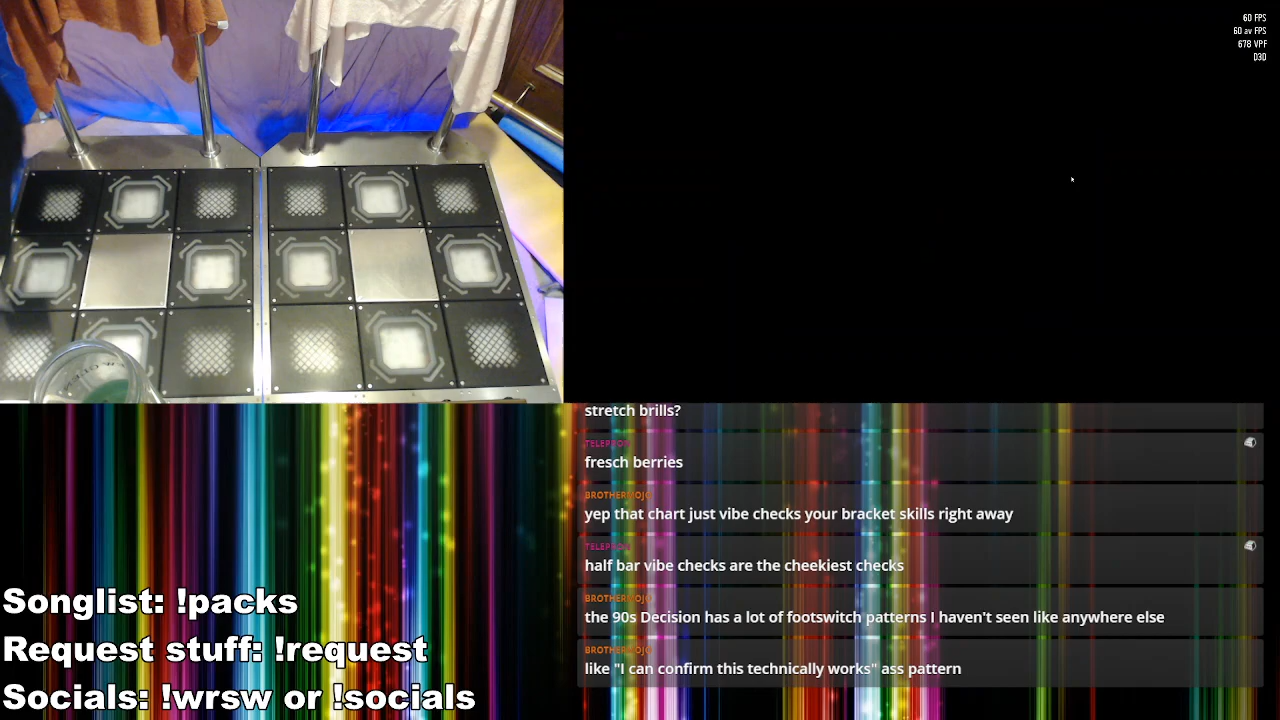 60 FPS
60 av FPS
678 VPF
D3D
stretch brills?
fresch berries
BROTHERMOJO
yep that chart just vibe checks your bracket skills right away
half bar vibe checks are the cheekiest checks
BROTHERMOJO
the 90s Decision has a lot of footswitch patterns I haven't seen like anywhere else
BROTHERMOJO
like "I can confirm this technically works" ass pattern
Songlist: !packs
Request stuff: !request
Socials: !wrsw or !socials